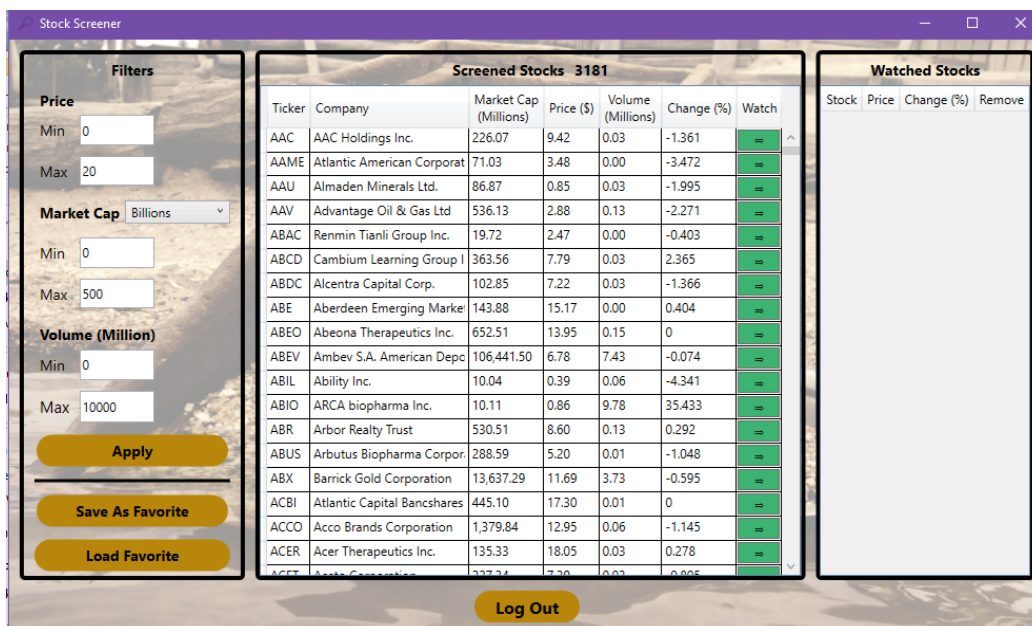 Stock Screener
Filters
Price
Min 0
Max 20
Market Cap Billions
Min 0
Max 500
Volume (Million)
Min 0
Max 10000
Apply
Save As Favorite
Load Favorite
Screened Stocks 3181
Ticker Company Market Cap (Millions) Price ($) Volume (Millions) Change (%) Watch
AAC AAC Holdings Inc. 226.07 9.42 0.03 -1.361 ⇒
AAME Atlantic American Corporat 71.03 3.48 0.00 -3.472 ⇒
AAU Almaden Minerals Ltd. 86.87 0.85 0.03 -1.995 ⇒
AAV Advantage Oil & Gas Ltd 536.13 2.88 0.13 -2.271 ⇒
ABAC Renmin Tianli Group Inc. 19.72 2.47 0.00 -0.403 ⇒
ABCD Cambium Learning Group I 363.56 7.79 0.03 2.365 ⇒
ABDC Alcentra Capital Corp. 102.85 7.22 0.03 -1.366 ⇒
ABE Aberdeen Emerging Market 143.88 15.17 0.00 0.404 ⇒
ABEO Abeona Therapeutics Inc. 652.51 13.95 0.15 0 ⇒
ABEV Ambev S.A. American Depo 106,441.50 6.78 7.43 -0.074 ⇒
ABIL Ability Inc. 10.04 0.39 0.06 -4.341 ⇒
ABIO ARCA biopharma Inc. 10.11 0.86 9.78 35.433 ⇒
ABR Arbor Realty Trust 530.51 8.60 0.13 0.292 ⇒
ABUS Arbutus Biopharma Corpor. 288.59 5.20 0.01 -1.048 ⇒
ABX Barrick Gold Corporation 13,637.29 11.69 3.73 -0.595 ⇒
ACBI Atlantic Capital Bancshares 445.10 17.30 0.01 0 ⇒
ACCO Acco Brands Corporation 1,379.84 12.95 0.06 -1.145 ⇒
ACER Acer Therapeutics Inc. 135.33 18.05 0.03 0.278 ⇒
Watched Stocks
Stock Price Change (%) Remove
Log Out